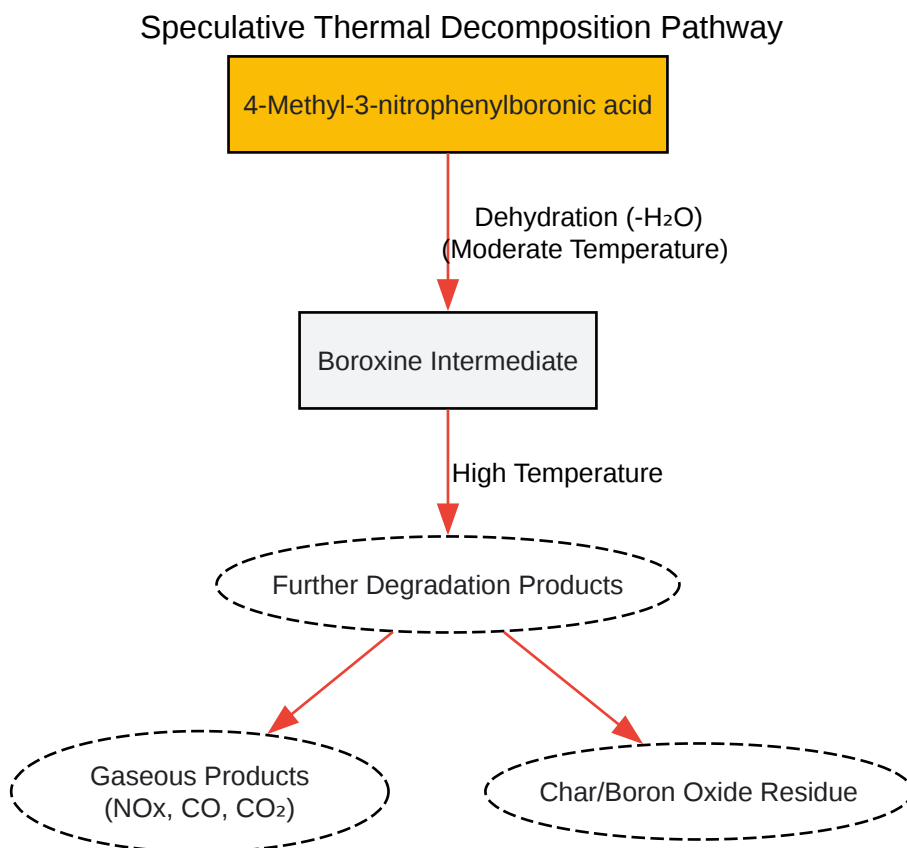 Speculative Thermal Decomposition Pathway
4-Methyl-3-nitrophenylboronic acid
Dehydration (-H₂O)
(Moderate Temperature)
Boroxine Intermediate
High Temperature
Further Degradation Products
Gaseous Products
(NOx, CO, CO₂)
Char/Boron Oxide Residue